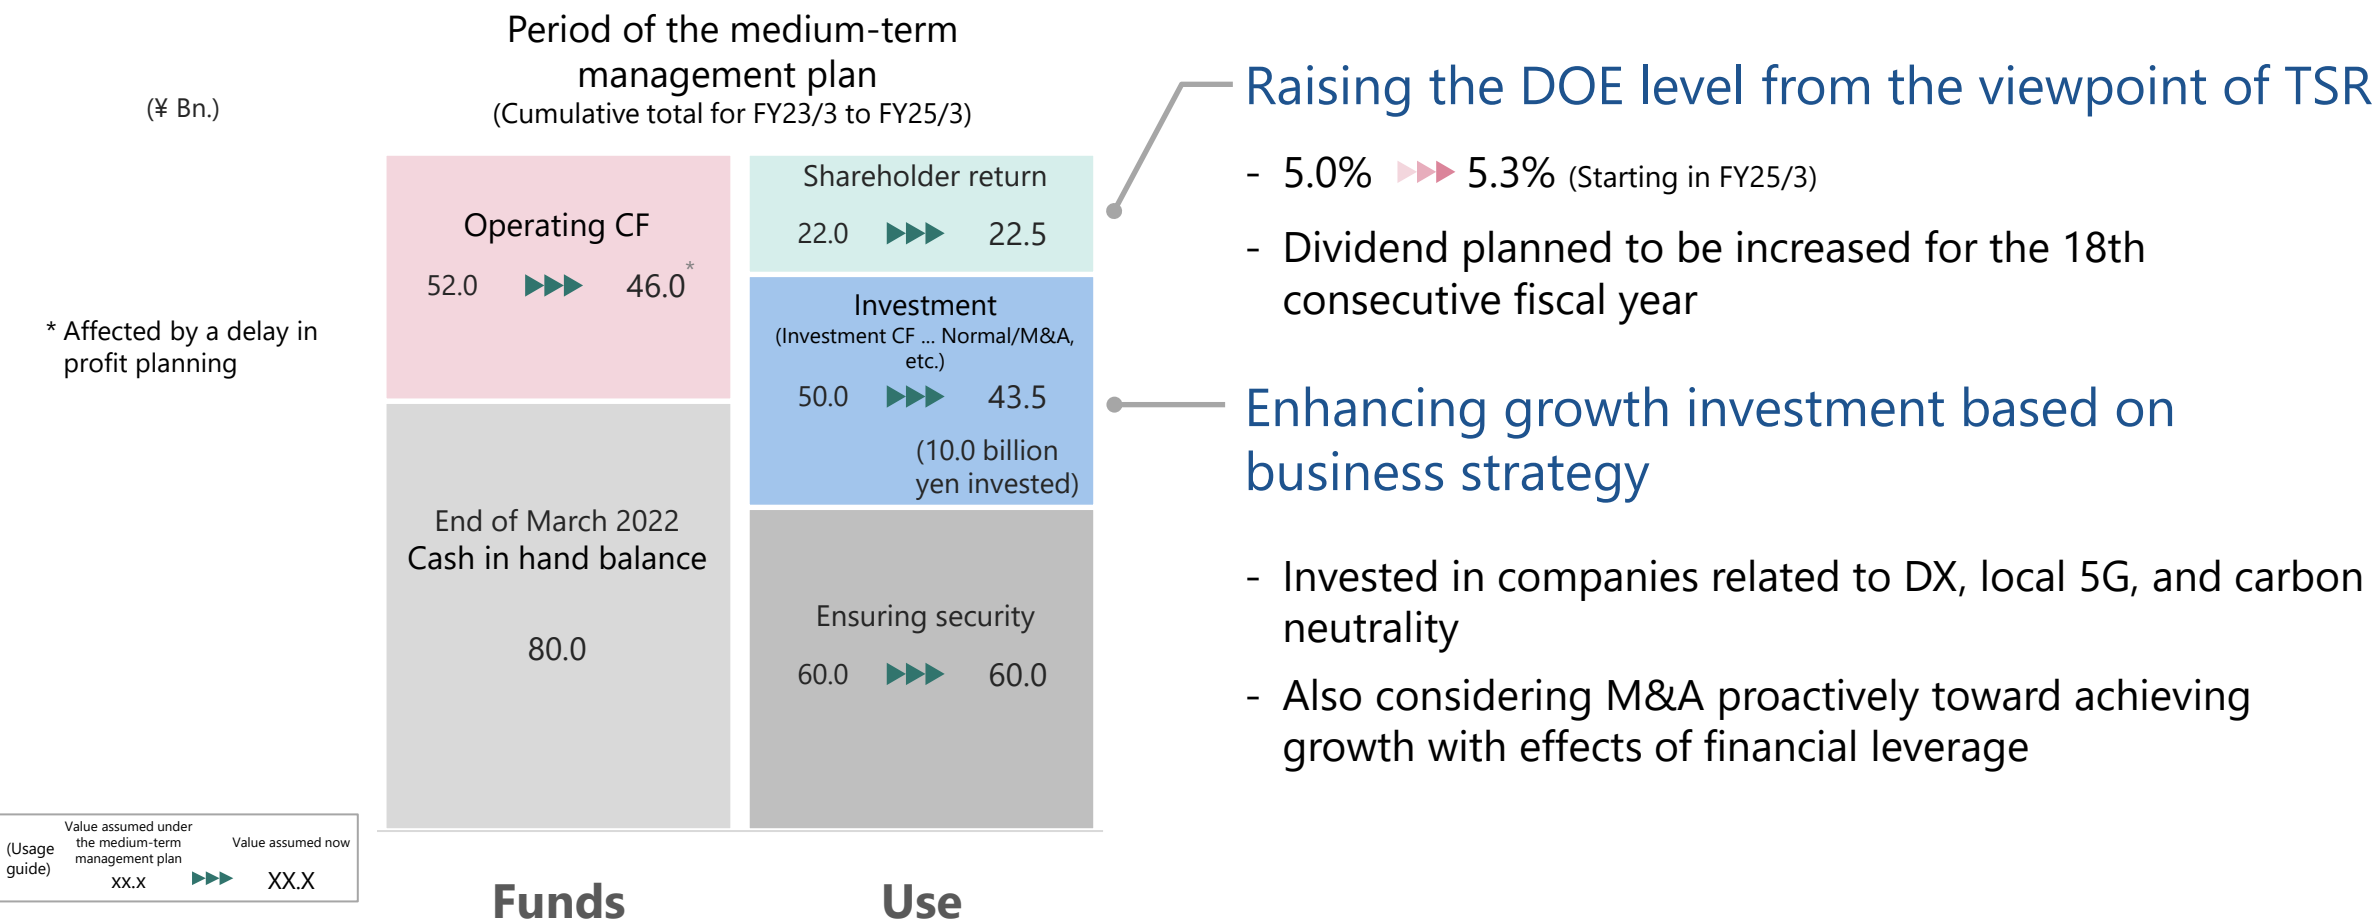 Period of the medium-term
management plan
(Cumulative total for FY23/3 to FY25/3)
(¥ Bn.)
* Affected by a delay in
profit planning
Operating CF
52.0 ▶▶▶ 46.0*
End of March 2022
Cash in hand balance
80.0
Funds
Shareholder return
22.0 ▶▶▶ 22.5
Investment
(Investment CF ... Normal/M&A,
etc.)
50.0 ▶▶▶ 43.5
(10.0 billion
yen invested)
Ensuring security
60.0 ▶▶▶ 60.0
Use
Raising the DOE level from the viewpoint of TSR
- 5.0% ▶▶▶ 5.3% (Starting in FY25/3)
- Dividend planned to be increased for the 18th
consecutive fiscal year
Enhancing growth investment based on
business strategy
- Invested in companies related to DX, local 5G, and carbon
neutrality
- Also considering M&A proactively toward achieving
growth with effects of financial leverage
(Usage
guide)
Value assumed under
the medium-term
management plan
xx.x ▶▶▶
Value assumed now
XX.X